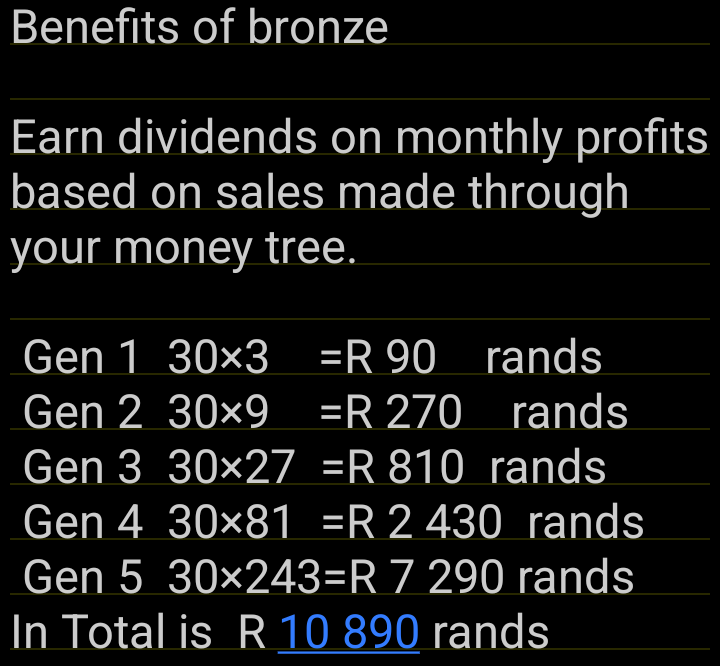 Benefits of bronze
Earn dividends on monthly profits
based on sales made through
your money tree.
Gen 1 30×3 =R 90 rands
Gen 2 30×9 =R 270 rands
Gen 3 30×27 =R 810 rands
Gen 4 30×81 =R 2 430 rands
Gen 5 30×243=R 7 290 rands
In Total is R 10 890 rands